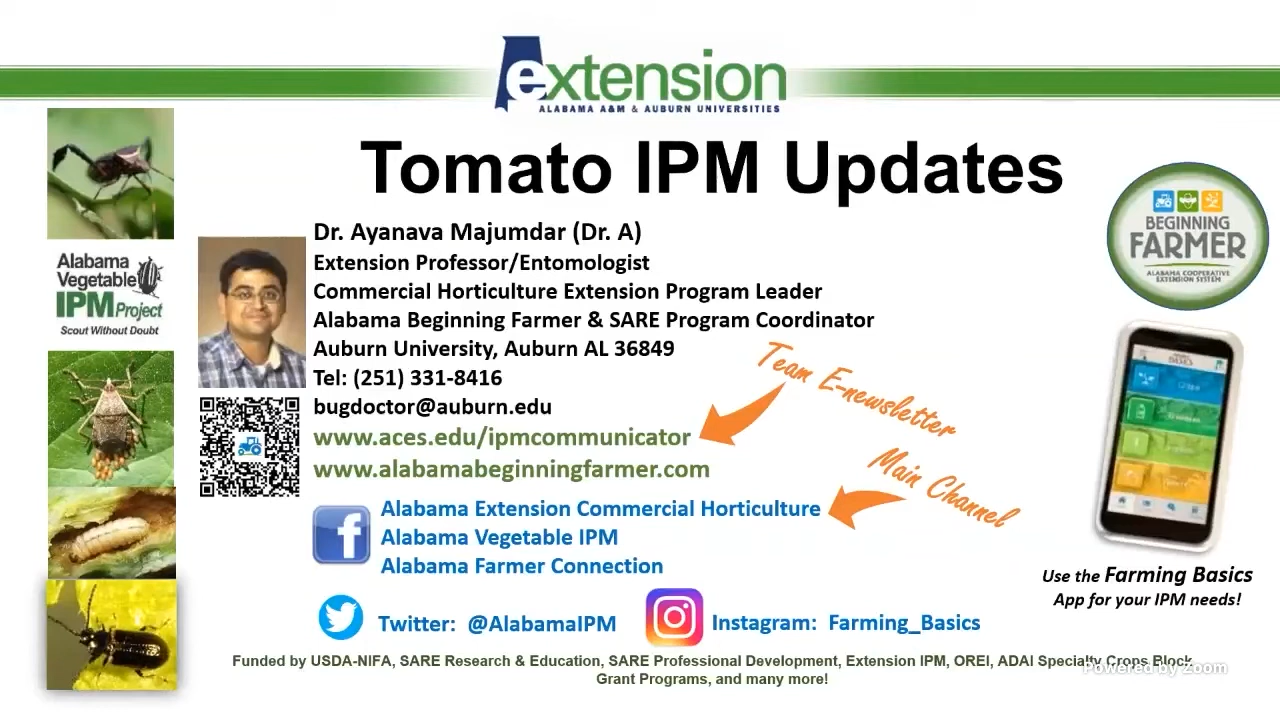 extension
ALABAMA A&M & AUBURN UNIVERSITIES
Tomato IPM Updates
Dr. Ayanava Majumdar (Dr. A)
Extension Professor/Entomologist
Commercial Horticulture Extension Program Leader
Alabama Beginning Farmer & SARE Program Coordinator
Auburn University, Auburn AL 36849
Tel: (251) 331-8416
bugdoctor@auburn.edu
www.aces.edu/ipmcommunicator
www.alabamabeginningfarmer.com
Team E-newsletter
Main Channel
Alabama Extension Commercial Horticulture
Alabama Vegetable IPM
Alabama Farmer Connection
Twitter: @AlabamaIPM
Instagram: Farming_Basics
Alabama
Vegetable
IPM Project
Scout Without Doubt
BEGINNING
FARMER
ALABAMA COOPERATIVE
EXTENSION SYSTEM
Use the Farming Basics
App for your IPM needs!
Funded by USDA-NIFA, SARE Research & Education, SARE Professional Development, Extension IPM, OREI, ADAI Specialty Crops Block
Grant Programs, and many more!
Powered by Zoom